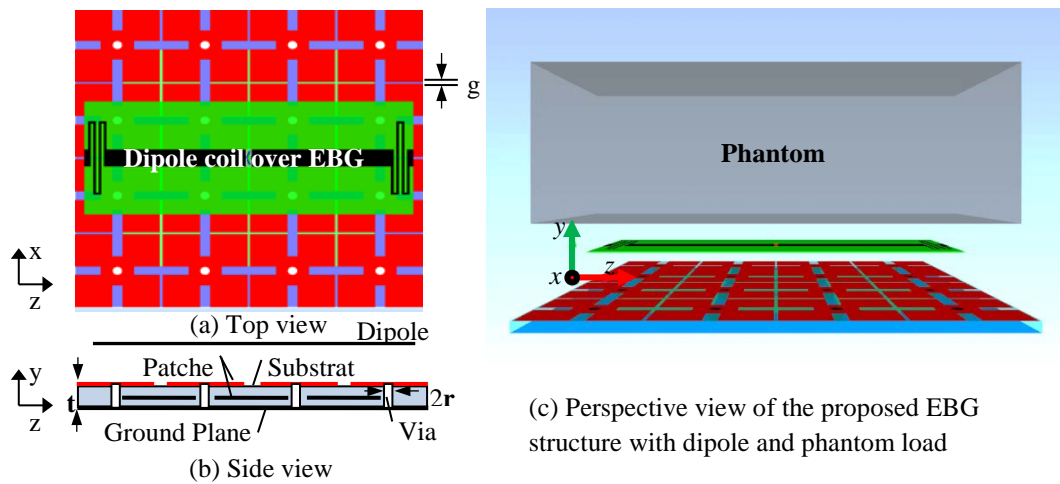 g
Dipole coil over EBG
x
z
(a) Top view
Dipole
y
z
Patche
Substrat
t
2r
Ground Plane
Via
(b) Side view
Phantom
y
x
z
(c) Perspective view of the proposed EBG
structure with dipole and phantom load